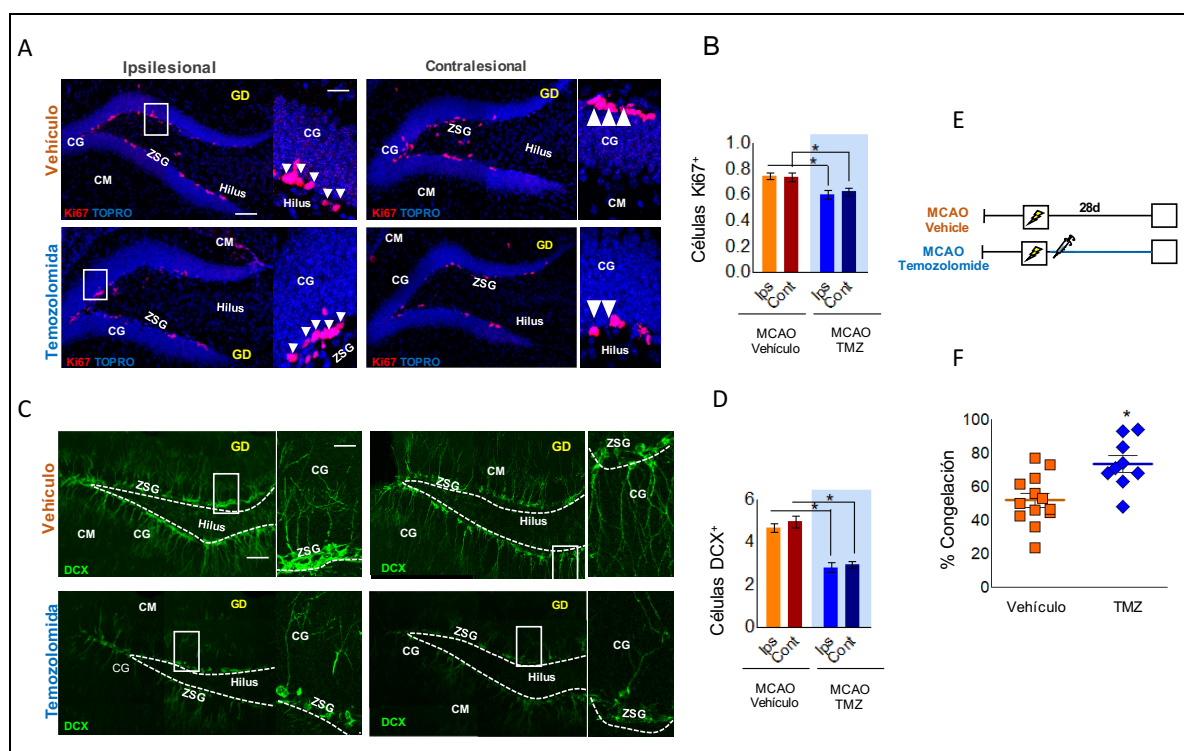 A
Ipsilesional
Contralesional
Vehículo
GD
CG
ZSG
CM
Hilus
Ki67 TOPRO
CG
Hilus
GD
CG
ZSG
Hilus
CM
Ki67 TOPRO
CG
CM
Temozolomida
CM
ZSG
Hilus
CG
GD
Ki67 TOPRO
CG
ZSG
CM
GD
CG
ZSG
Hilus
Ki67 TOPRO
CG
Hilus
B
Células Ki67+
1.0
0.8
0.6
0.4
0.2
0.0
*
*
Ips
Cont
Ips
Cont
MCAO
Vehículo
MCAO
TMZ
E
MCAO
Vehicle
28d
MCAO
Temozolomide
C
Vehículo
GD
ZSG
Hilus
CM
CG
DCX
CG
ZSG
GD
CM
ZSG
Hilus
CG
DCX
ZSG
CG
Temozolomida
CM
GD
CG
Hilus
ZSG
DCX
CG
ZSG
GD
ZSG
CG
Hilus
CM
DCX
CG
ZSG
D
Células DCX+
6
4
2
0
*
*
Ips
Cont
Ips
Cont
MCAO
Vehículo
MCAO
TMZ
F
% Congelación
100
80
60
40
20
0
*
Vehículo
TMZ